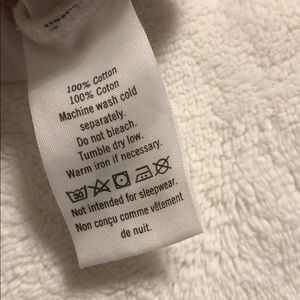 100% Cotton
100% Coton
Machine wash cold
separately.
Do not bleach.
Tumble dry low.
Warm iron if necessary.
30
Not intended for sleepwear.
Non conçu comme vêtement
de nuit.